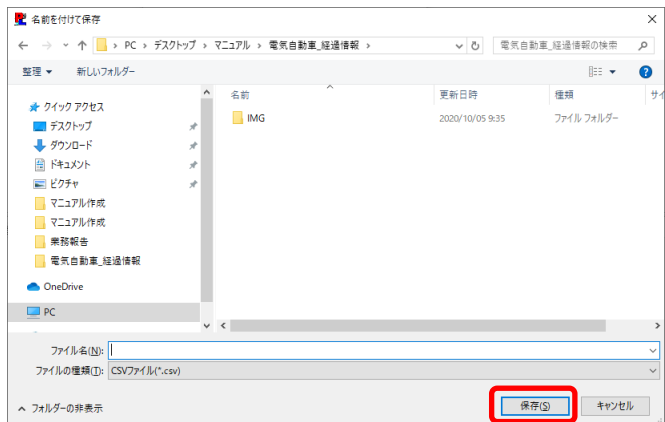 名前を付けて保存
PC › デスクトップ › マニュアル › 電気自動車_経過情報 ›
電気自動車_経過情報の検索
整理 新しいフォルダー
名前 更新日時 種類 サイ
クイック アクセス
IMG 2020/10/05 9:35 ファイル フォルダー
デスクトップ
ダウンロード
ドキュメント
ピクチャ
マニュアル作成
マニュアル作成
業務報告
電気自動車_経過情報
OneDrive
PC
ファイル名(N):
ファイルの種類(T): CSVファイル(*.csv)
フォルダーの非表示
保存(S) キャンセル